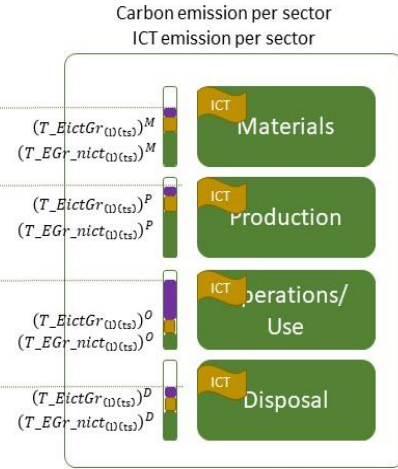 Carbon emission per sector
ICT emission per sector
ICT
Materials
(T_EictGr₍₁₎₍ts₎)ᴹ
(T_EGr_nict₍₁₎₍ts₎)ᴹ
ICT
Production
(T_EictGr₍₁₎₍ts₎)ᴾ
(T_EGr_nict₍₁₎₍ts₎)ᴾ
ICT
Operations/
Use
(T_EictGr₍₁₎₍ts₎)ᴼ
(T_EGr_nict₍₁₎₍ts₎)ᴼ
ICT
Disposal
(T_EictGr₍₁₎₍ts₎)ᴰ
(T_EGr_nict₍₁₎₍ts₎)ᴰ